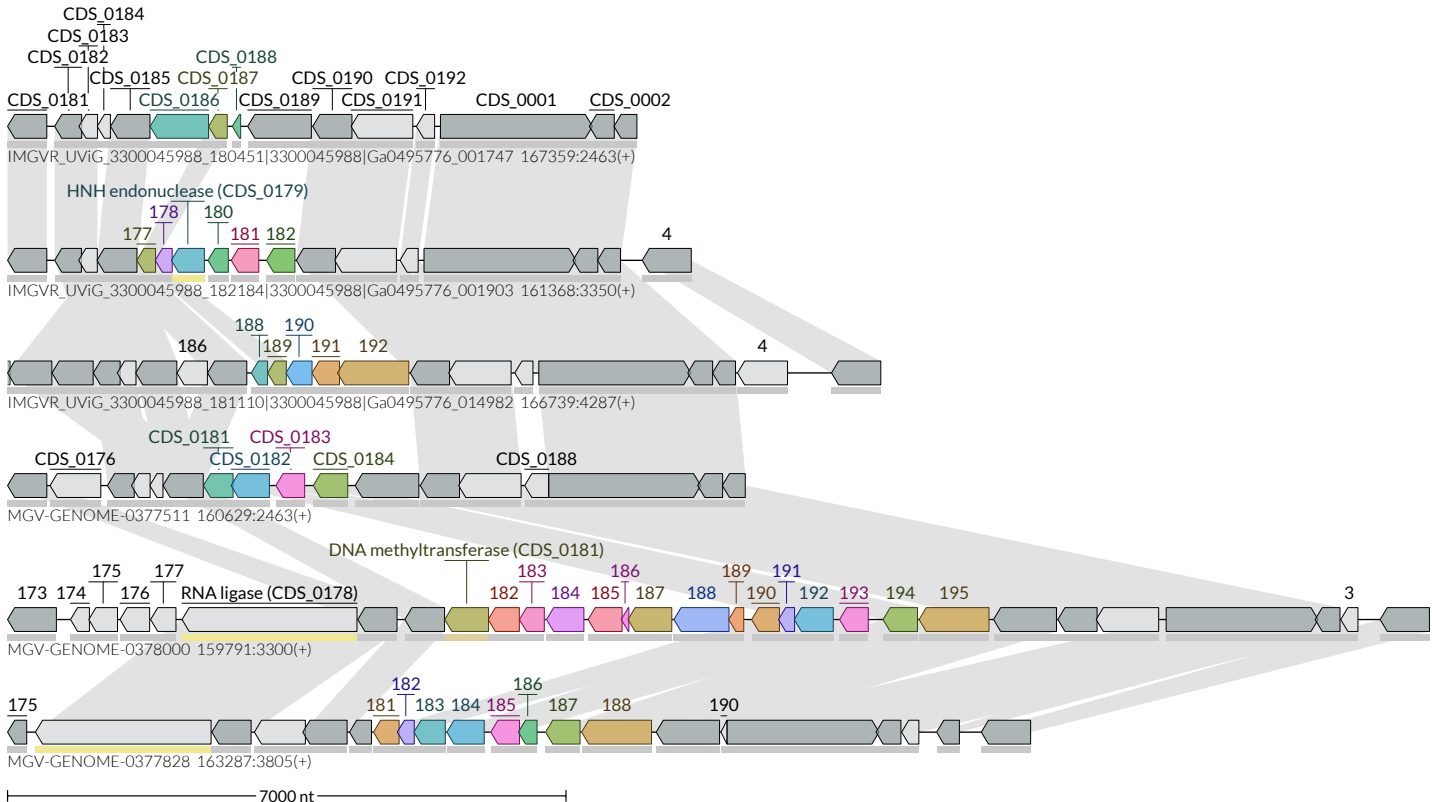 CDS_0184
CDS_0183
CDS_0182 CDS_0188
CDS_0185 CDS_0187 CDS_0190 CDS_0192
CDS_0181 CDS_0186 CDS_0189 CDS_0191 CDS_0001 CDS_0002
IMGVR_UViG_3300045988_180451|3300045988|Ga0495776_001747 167359:2463(+)
HNH endonuclease (CDS_0179)
178 180
177 181 182 4
IMGVR_UViG_3300045988_182184|3300045988|Ga0495776_001903 161368:3350(+)
188 190
186 189 191 192 4
IMGVR_UViG_3300045988_181110|3300045988|Ga0495776_014982 166739:4287(+)
CDS_0181 CDS_0183
CDS_0176 CDS_0182 CDS_0184 CDS_0188
MGV-GENOME-0377511 160629:2463(+)
DNA methyltransferase (CDS_0181)
175 177 183 186 189 191
173 174 176 RNA ligase (CDS_0178) 182 184 185 187 188 190 192 193 194 195 3
MGV-GENOME-0378000 159791:3300(+)
182 186
175 181 183 184 185 187 188 190
MGV-GENOME-0377828 163287:3805(+)
7000 nt